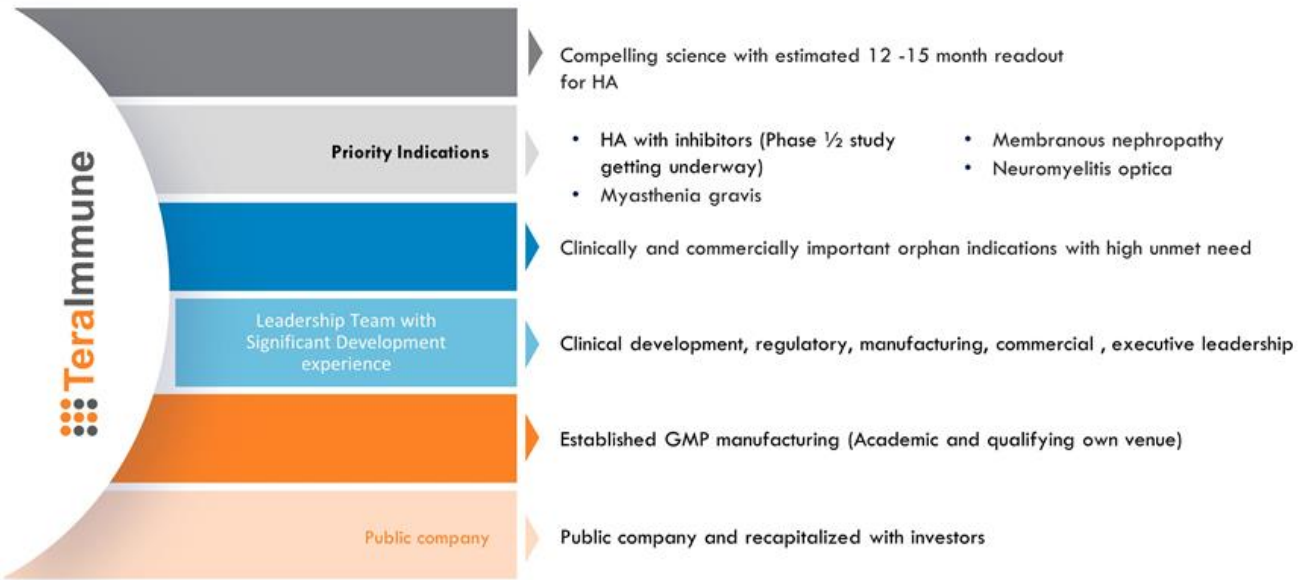 TeraImmune
Compelling science with estimated 12 -15 month readout
for HA
Priority Indications
• HA with inhibitors (Phase ½ study
getting underway)
• Myasthenia gravis
• Membranous nephropathy
• Neuromyelitis optica
Clinically and commercially important orphan indications with high unmet need
Leadership Team with
Significant Development
experience
Clinical development, regulatory, manufacturing, commercial , executive leadership
Established GMP manufacturing (Academic and qualifying own venue)
Public company
Public company and recapitalized with investors